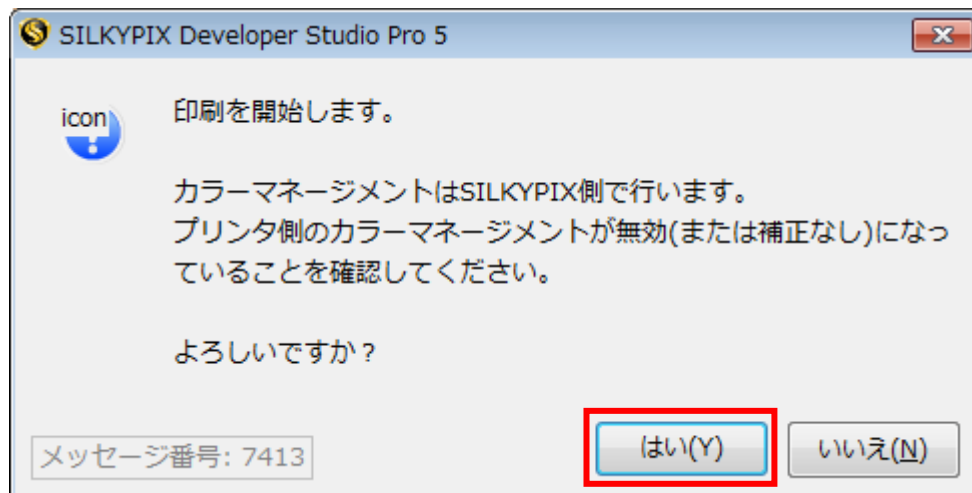 SILKYPIX Developer Studio Pro 5
icon
印刷を開始します。
カラーマネージメントはSILKYPIX側で行います。
プリンタ側のカラーマネージメントが無効(または補正なし)になっ
ていることを確認してください。
よろしいですか？
メッセージ番号: 7413
はい(Y)
いいえ(N)